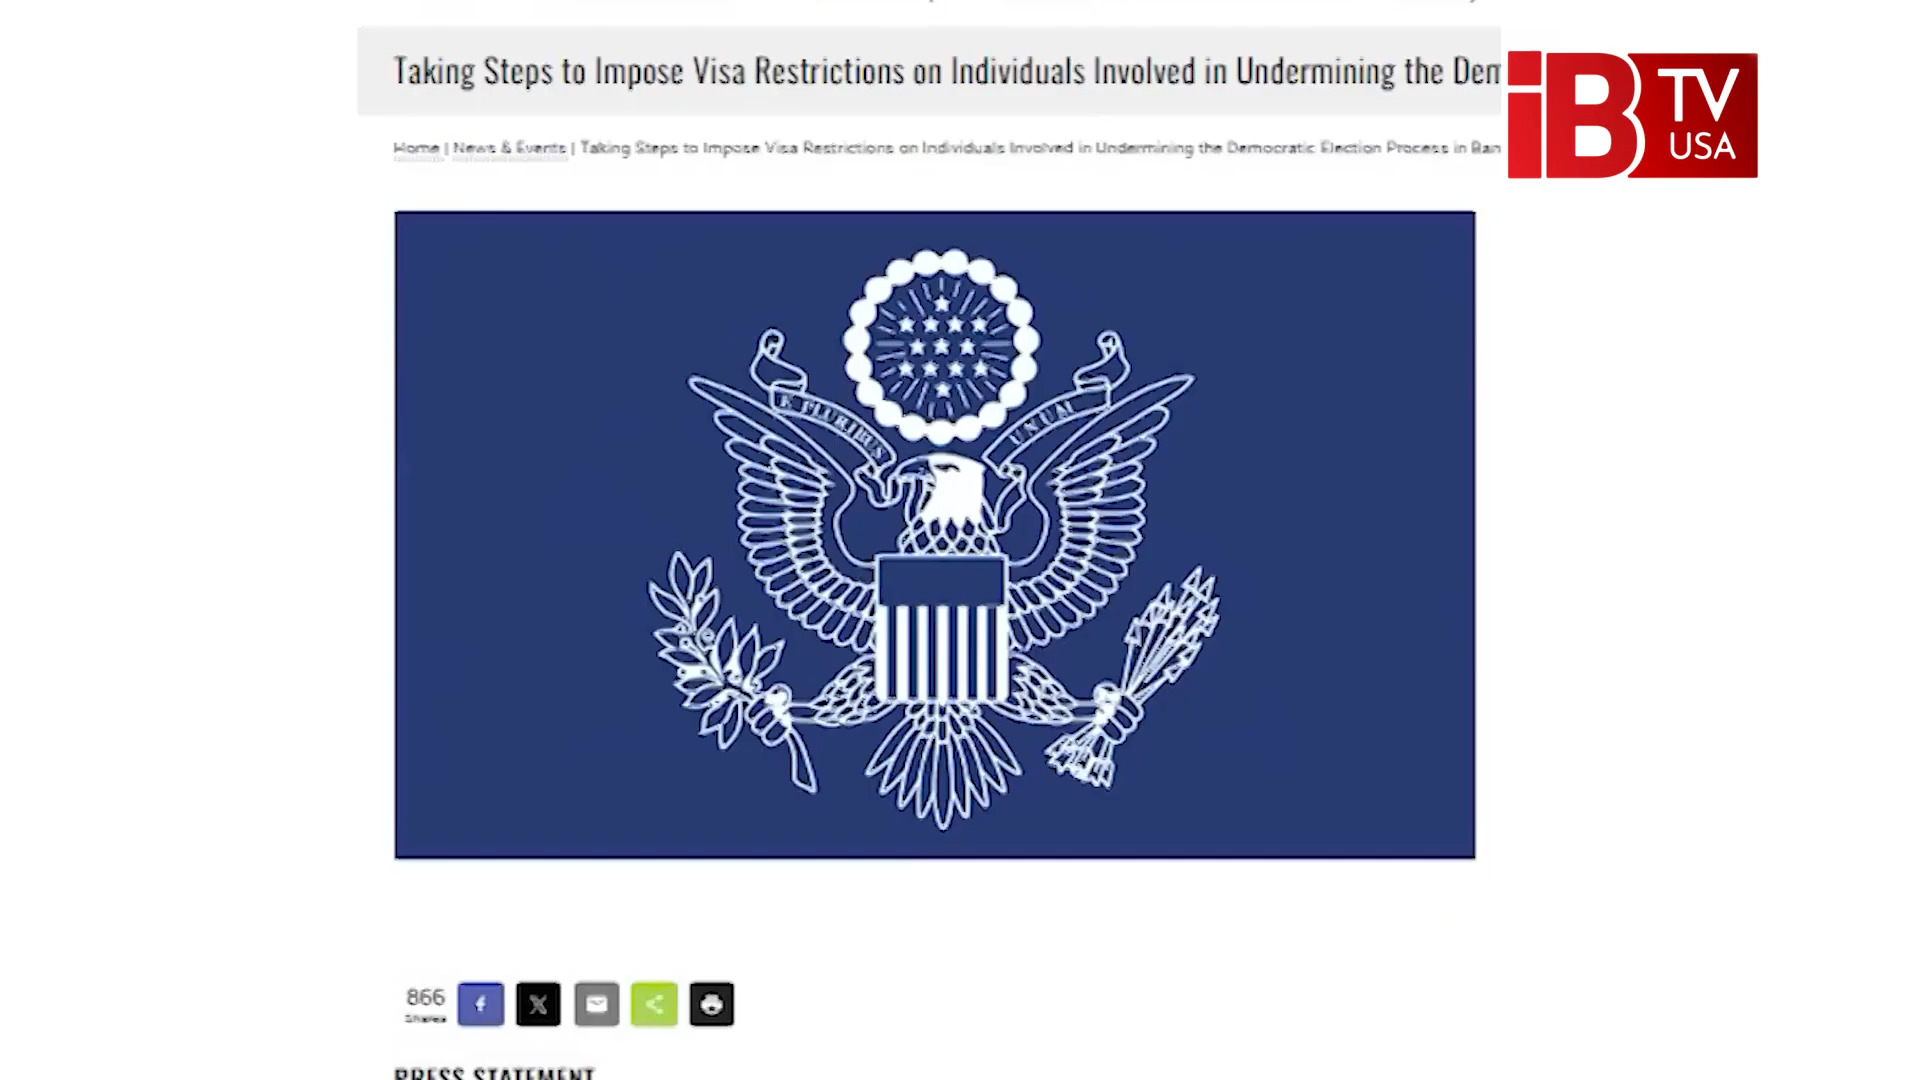 Taking Steps to Impose Visa Restrictions on Individuals Involved in Undermining the Dem
iB TV USA
Home | News & Events | Taking Steps to Impose Visa Restrictions on Individuals Involved in Undermining the Democratic Election Process in Ban
E PLURIBUS UNUM
866
Shares
PRESS STATEMENT